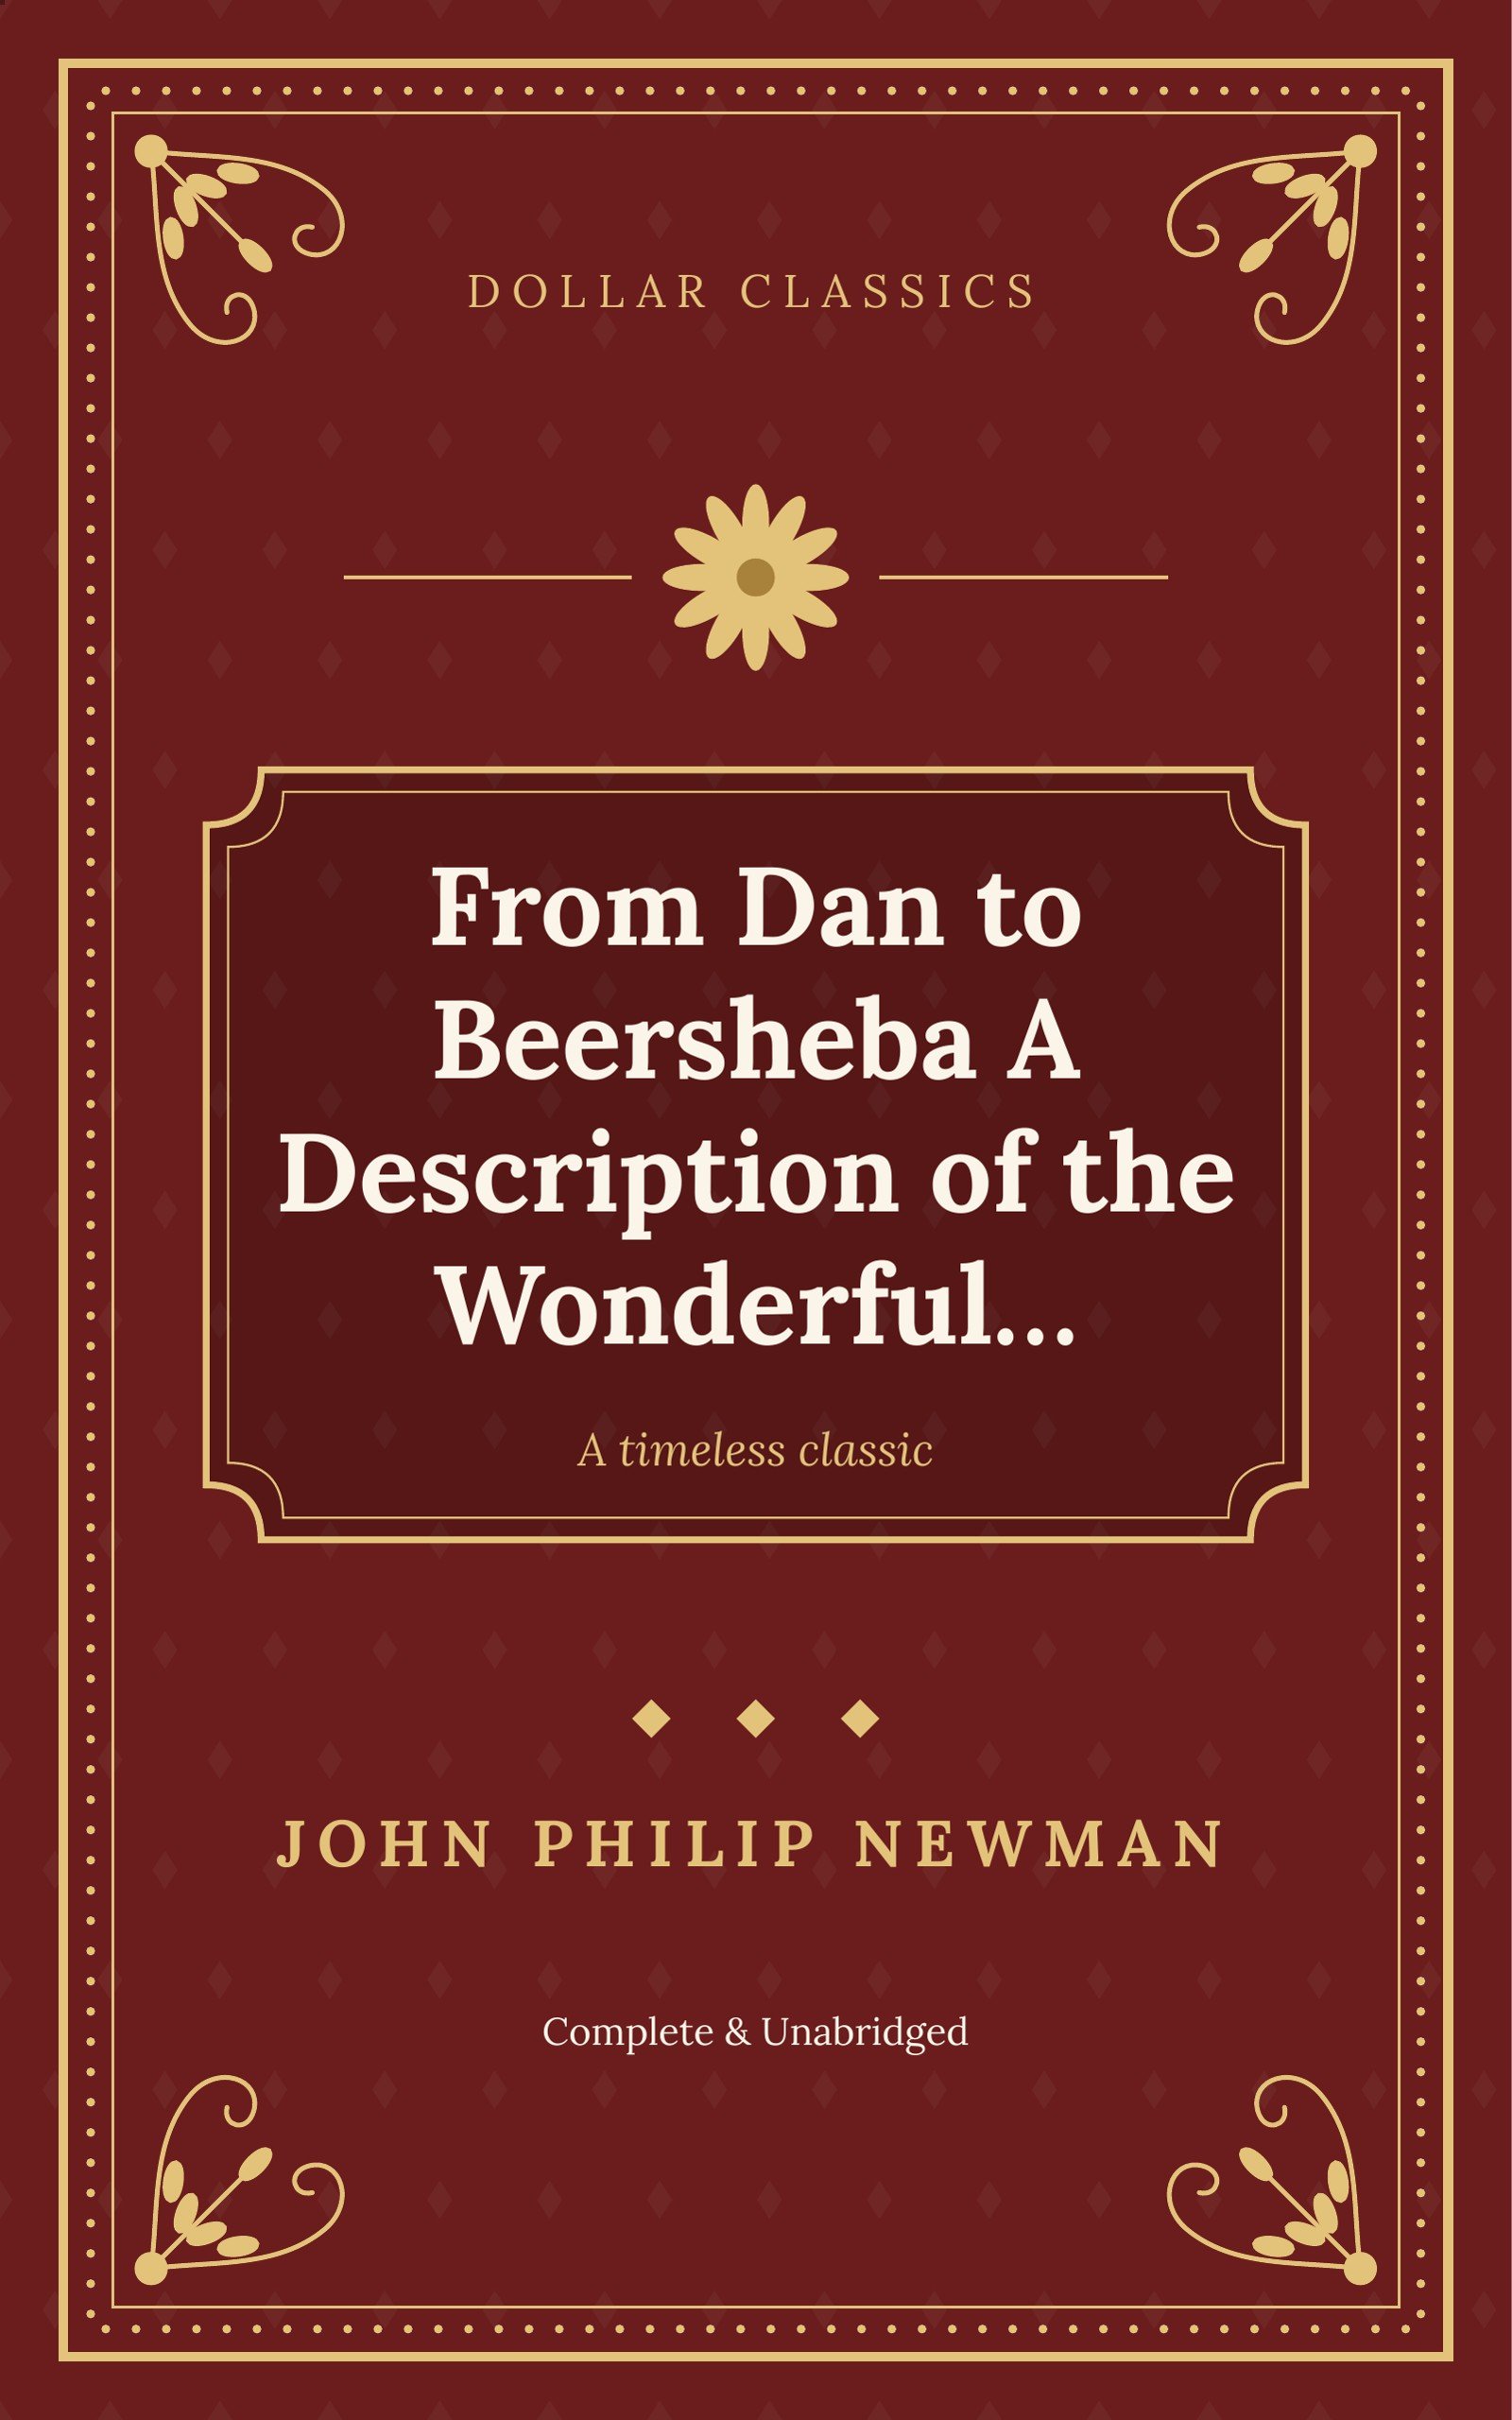 DOLLAR CLASSICS
From Dan to
Beersheba A
Description of the
Wonderful...
A timeless classic
JOHN PHILIP NEWMAN
Complete & Unabridged